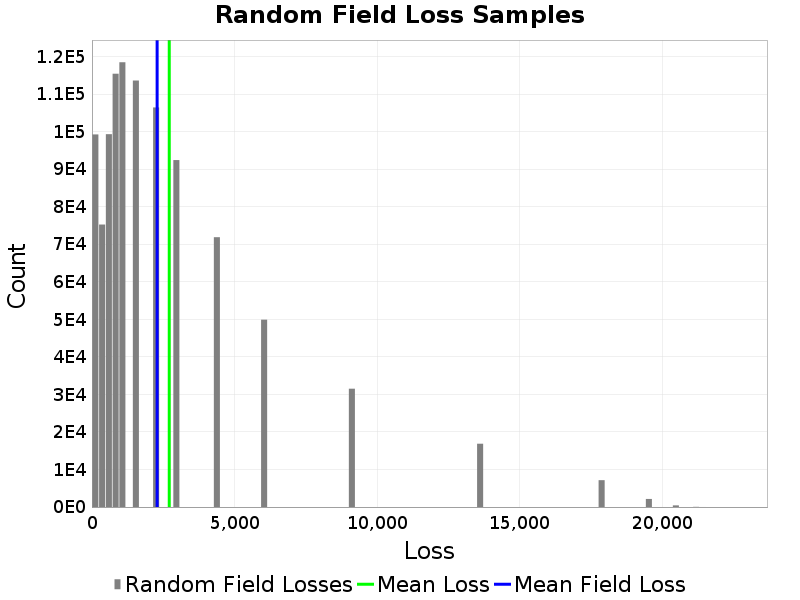 Random Field Loss Samples
1.2E5
1.1E5
1E5
9E4
8E4
7E4
6E4
5E4
4E4
3E4
2E4
1E4
0E0
Count
0 5,000 10,000 15,000 20,000
Loss
Random Field Losses Mean Loss Mean Field Loss